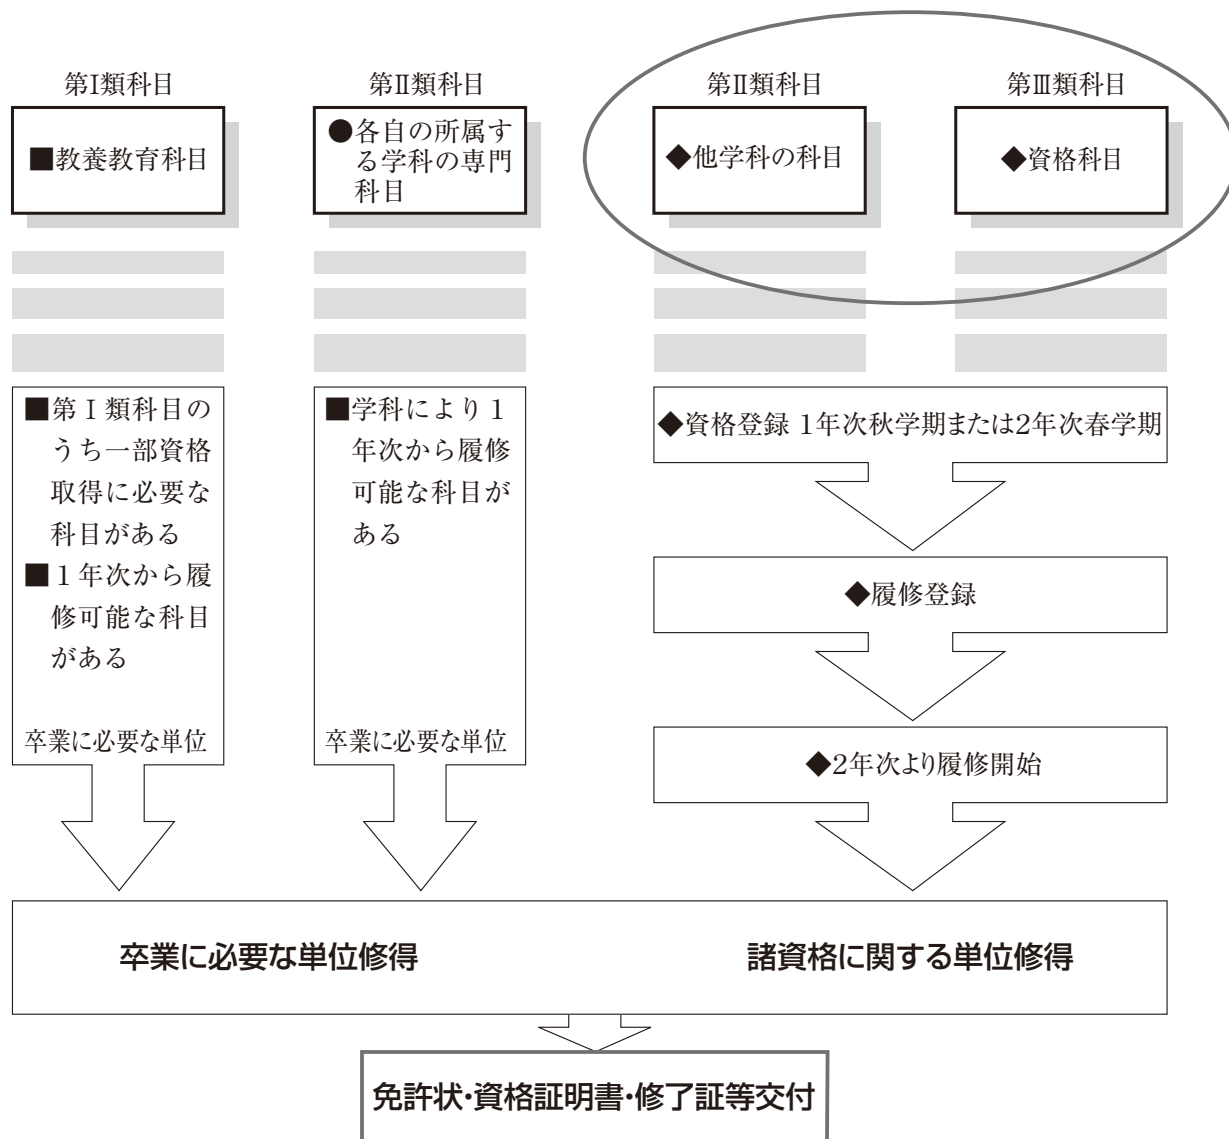 第Ⅰ類科目
■教養教育科目
第Ⅱ類科目
●各自の所属す
る学科の専門
科目
第Ⅱ類科目
◆他学科の科目
第Ⅲ類科目
◆資格科目
■第Ⅰ類科目の
うち一部資格
取得に必要な
科目がある
■１年次から履
修可能な科目
がある
卒業に必要な単位
■学科により１
年次から履修
可能な科目が
ある
卒業に必要な単位
◆資格登録 1年次秋学期または2年次春学期
◆履修登録
◆2年次より履修開始
卒業に必要な単位修得
諸資格に関する単位修得
免許状・資格証明書・修了証等交付